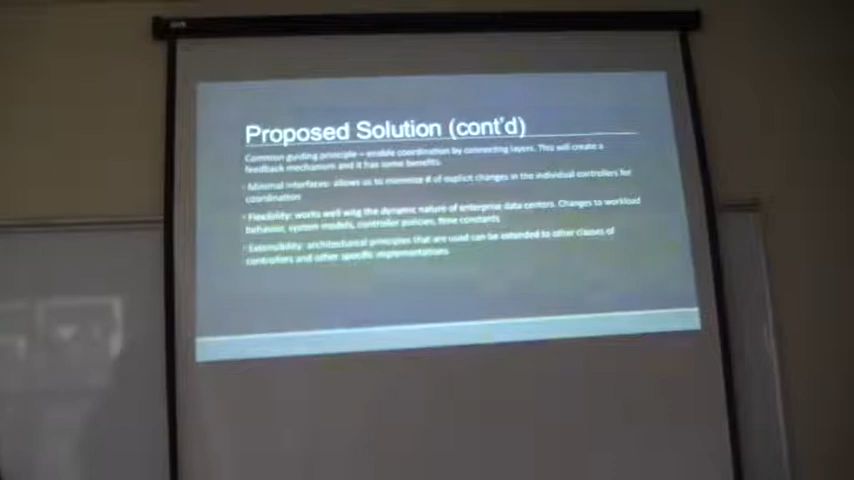 Proposed Solution (cont'd)
Common guiding principle – enable coordination by connecting layers. This will create a
feedback mechanism and it has some benefits.
Minimal interfaces: allows us to minimize # of explicit changes in the individual controllers for
coordination
Flexibility: works well with the dynamic nature of enterprise data centers. Changes to workload
behavior, system models, controller policies, time constants
Extensibility: architectural principles that are used can be extended to other classes of
controllers and other specific implementations